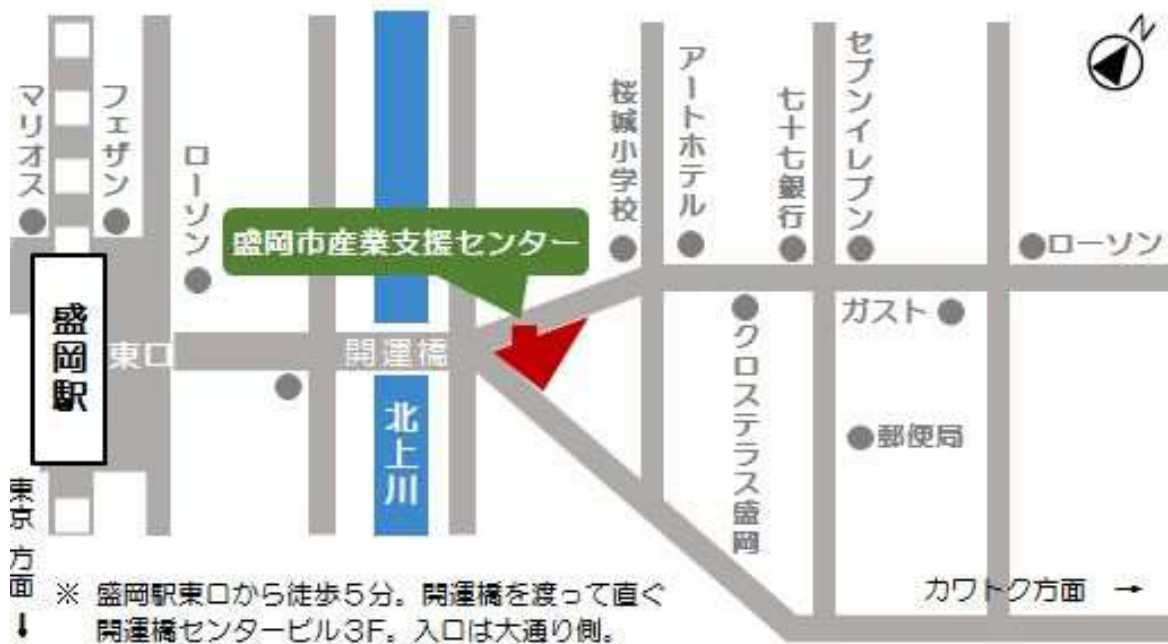 N
マリオス
フェザン
ローソン
盛岡市産業支援センター
桜城小学校
アートホテル
七十七銀行
セブンイレブン
ローソン
盛岡駅
東口
開運橋
北上川
クロステラス盛岡
ガスト
郵便局
東京方面 ↓
カワトク方面 →
※ 盛岡駅東口から徒歩5分。開運橋を渡って直ぐ
開運橋センタービル3F。入口は大通り側。